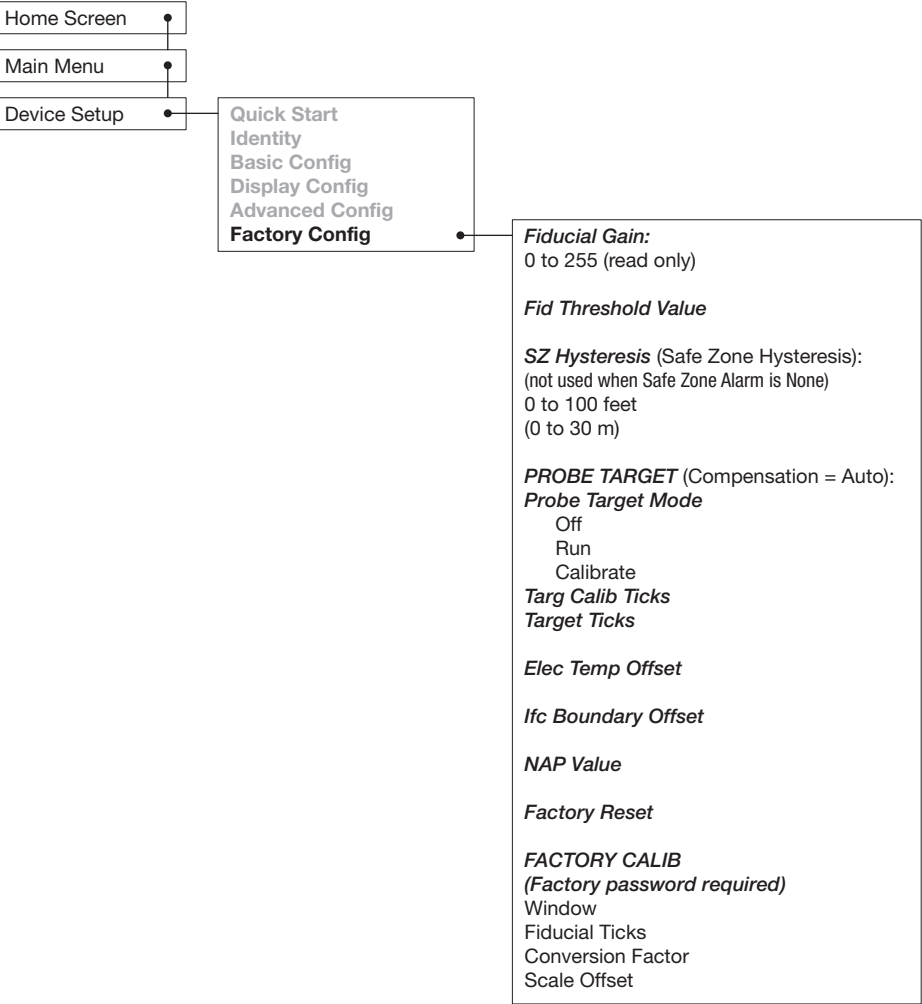 Home Screen
Main Menu
Device Setup
Quick Start
Identity
Basic Config
Display Config
Advanced Config
Factory Config
Fiducial Gain:
0 to 255 (read only)
Fid Threshold Value
SZ Hysteresis (Safe Zone Hysteresis):
(not used when Safe Zone Alarm is None)
0 to 100 feet
(0 to 30 m)
PROBE TARGET (Compensation = Auto):
Probe Target Mode
Off
Run
Calibrate
Targ Calib Ticks
Target Ticks
Elec Temp Offset
Ifc Boundary Offset
NAP Value
Factory Reset
FACTORY CALIB
(Factory password required)
Window
Fiducial Ticks
Conversion Factor
Scale Offset